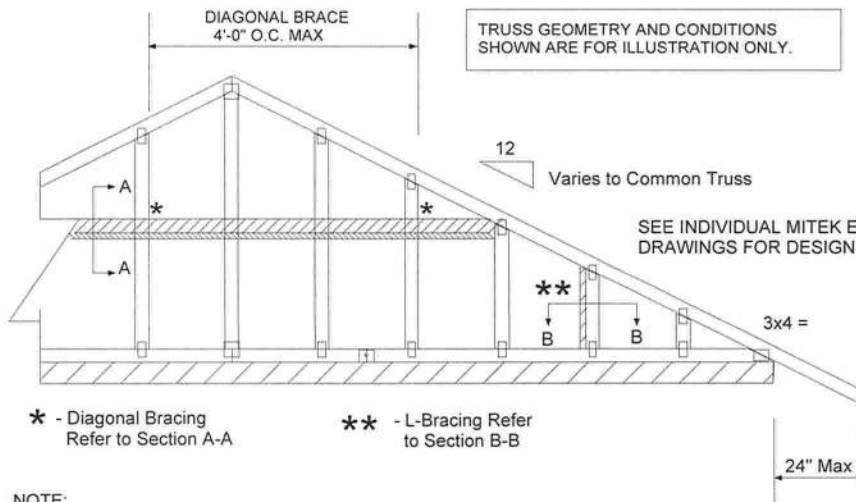 DIAGONAL BRACE
4'-0" O.C. MAX
TRUSS GEOMETRY AND CONDITIONS
SHOWN ARE FOR ILLUSTRATION ONLY.
12
Varies to Common Truss
A
*
*
SEE INDIVIDUAL MITEK E
DRAWINGS FOR DESIGN
A
**
B
B
3x4 =
* - Diagonal Bracing
Refer to Section A-A
** - L-Bracing Refer
to Section B-B
24" Max
NOTE: